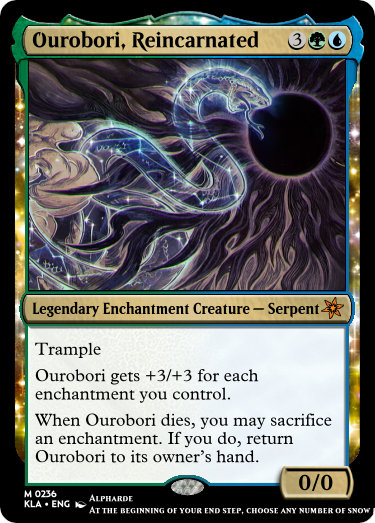 Ourobori, Reincarnated 3
Legendary Enchantment Creature — Serpent
Trample
Ourobori gets +3/+3 for each
enchantment you control.
When Ourobori dies, you may sacrifice
an enchantment. If you do, return
Ourobori to its owner's hand.
0/0
M 0236
KLA • ENG Alpharde
At the beginning of your end step, choose any number of snow